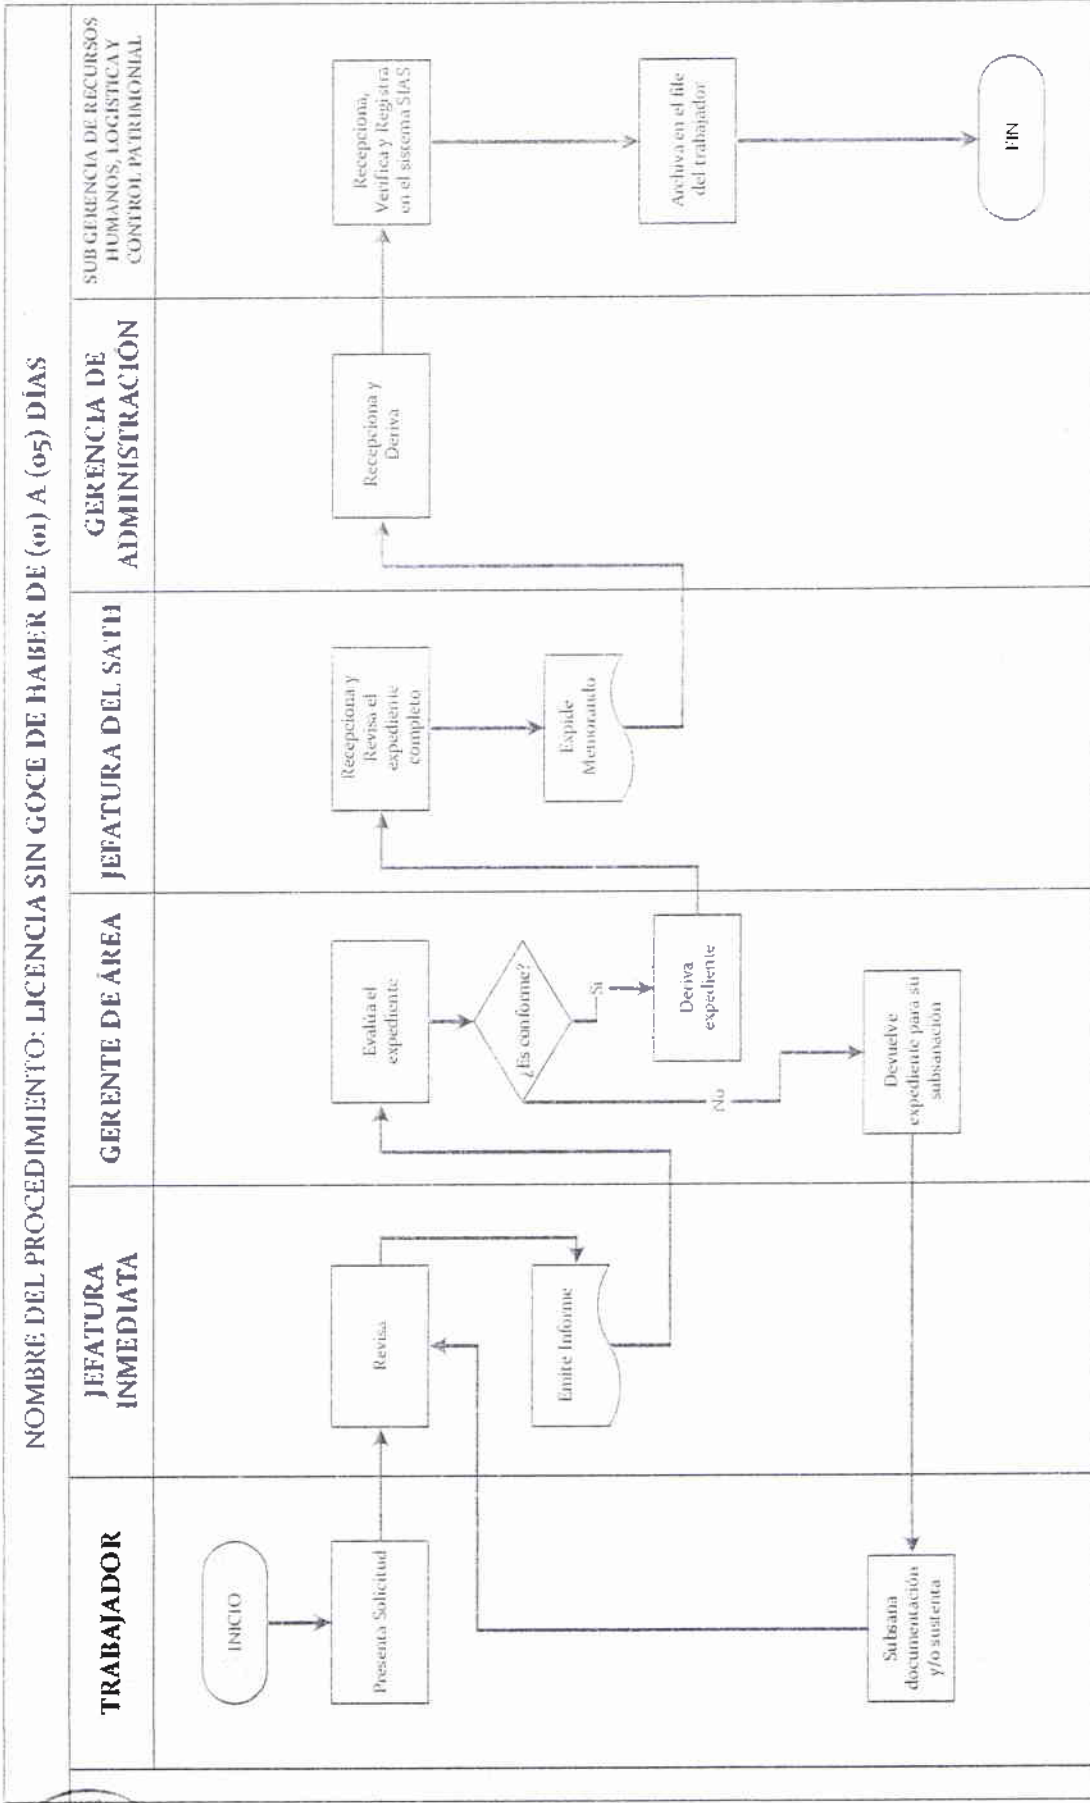 NOMBRE DEL PROCEDIMIENTO: LICENCIA SIN GOCE DE HABER DE (01) A (05) DÍAS
TRABAJADOR
JEFATURA
INMEDIATA
GERENTE DE ÁREA
JEFATURA DEL SATH
GERENCIA DE
ADMINISTRACIÓN
SUB GERENCIA DE RECURSOS
HUMANOS, LOGISTICA Y
CONTROL PATRIMONIAL
INICIO
Presenta Solicitud
Revisa
Emite Informe
Evalúa el
expediente
¿Es conforme?
Si
Deriva
expediente
No
Devuelve
expediente para su
subsanación
Subsana
documentación
y/o sustenta
Recepciona y
Revisa el
expediente
completo
Expide
Memorando
Recepciona y
Deriva
Recepciona,
Verifica y Registra
en el sistema SIAS
Archiva en el file
del trabajador
FIN